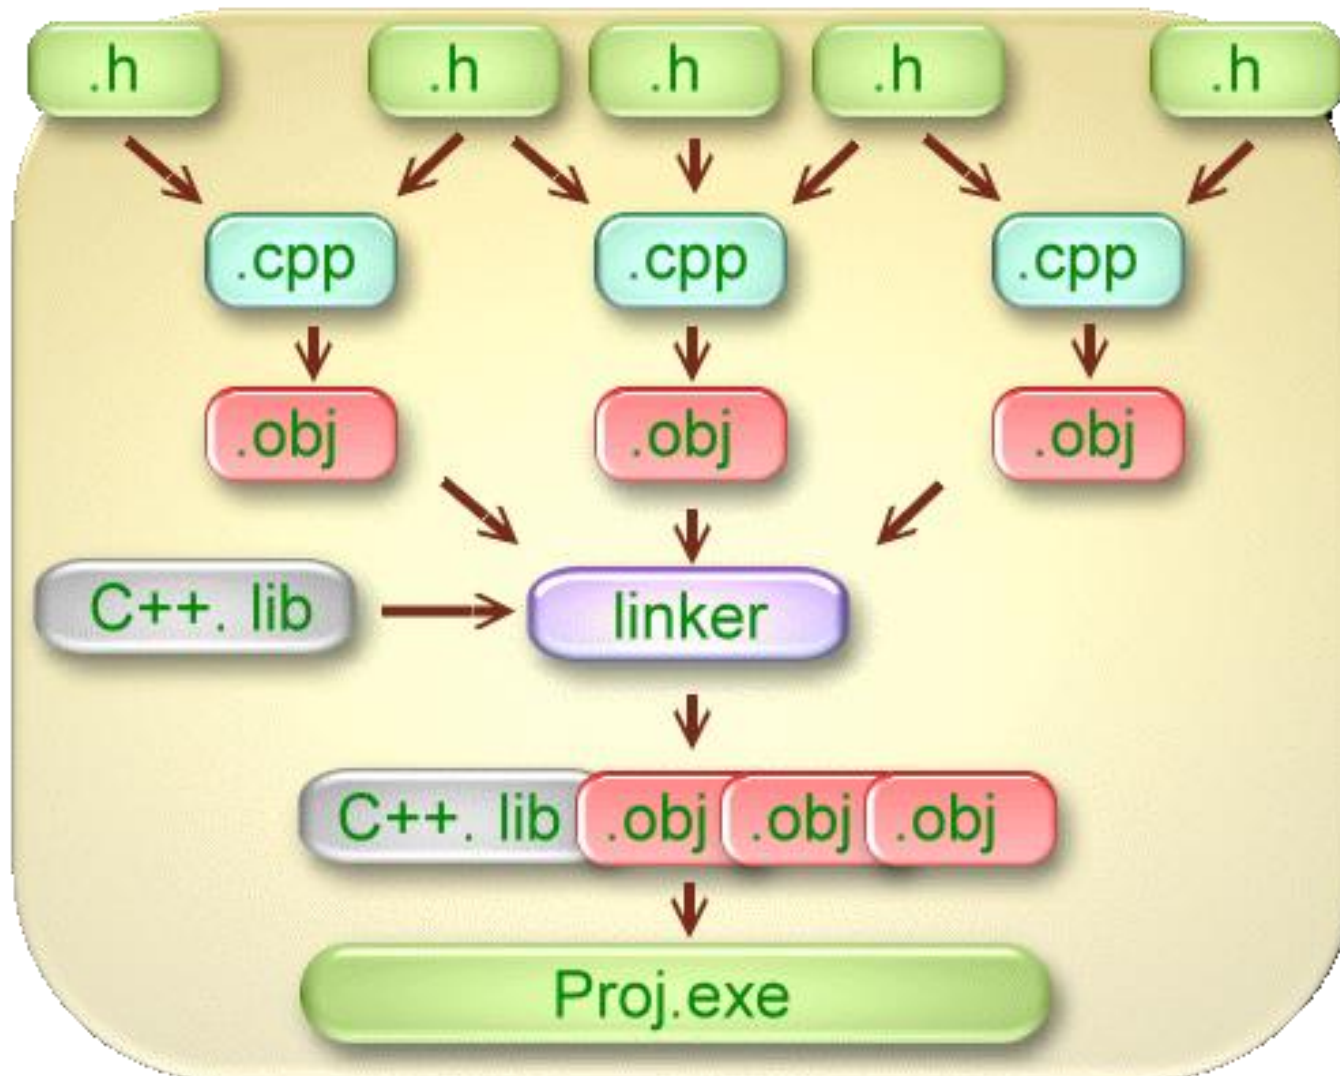 .h
.h
.h
.h
.h
.cpp
.cpp
.cpp
.obj
.obj
.obj
C++. lib
linker
C++. lib
.obj
.obj
.obj
Proj.exe